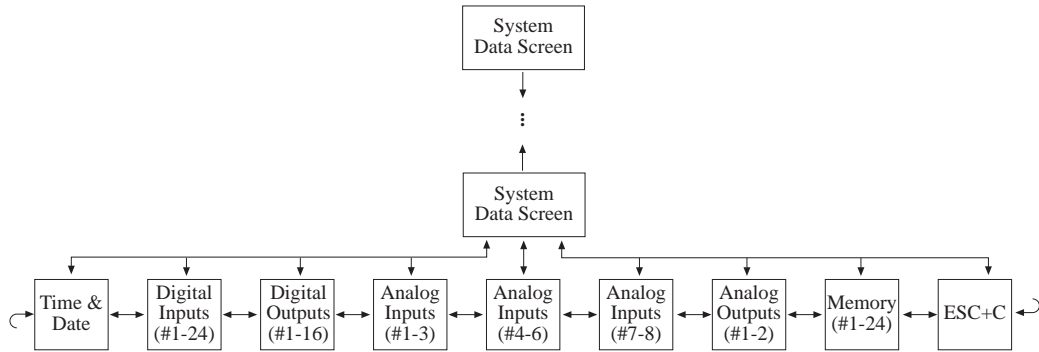 System
Data Screen
System
Data Screen
Time &
Date
Digital
Inputs
(#1-24)
Digital
Outputs
(#1-16)
Analog
Inputs
(#1-3)
Analog
Inputs
(#4-6)
Analog
Inputs
(#7-8)
Analog
Outputs
(#1-2)
Memory
(#1-24)
ESC+C